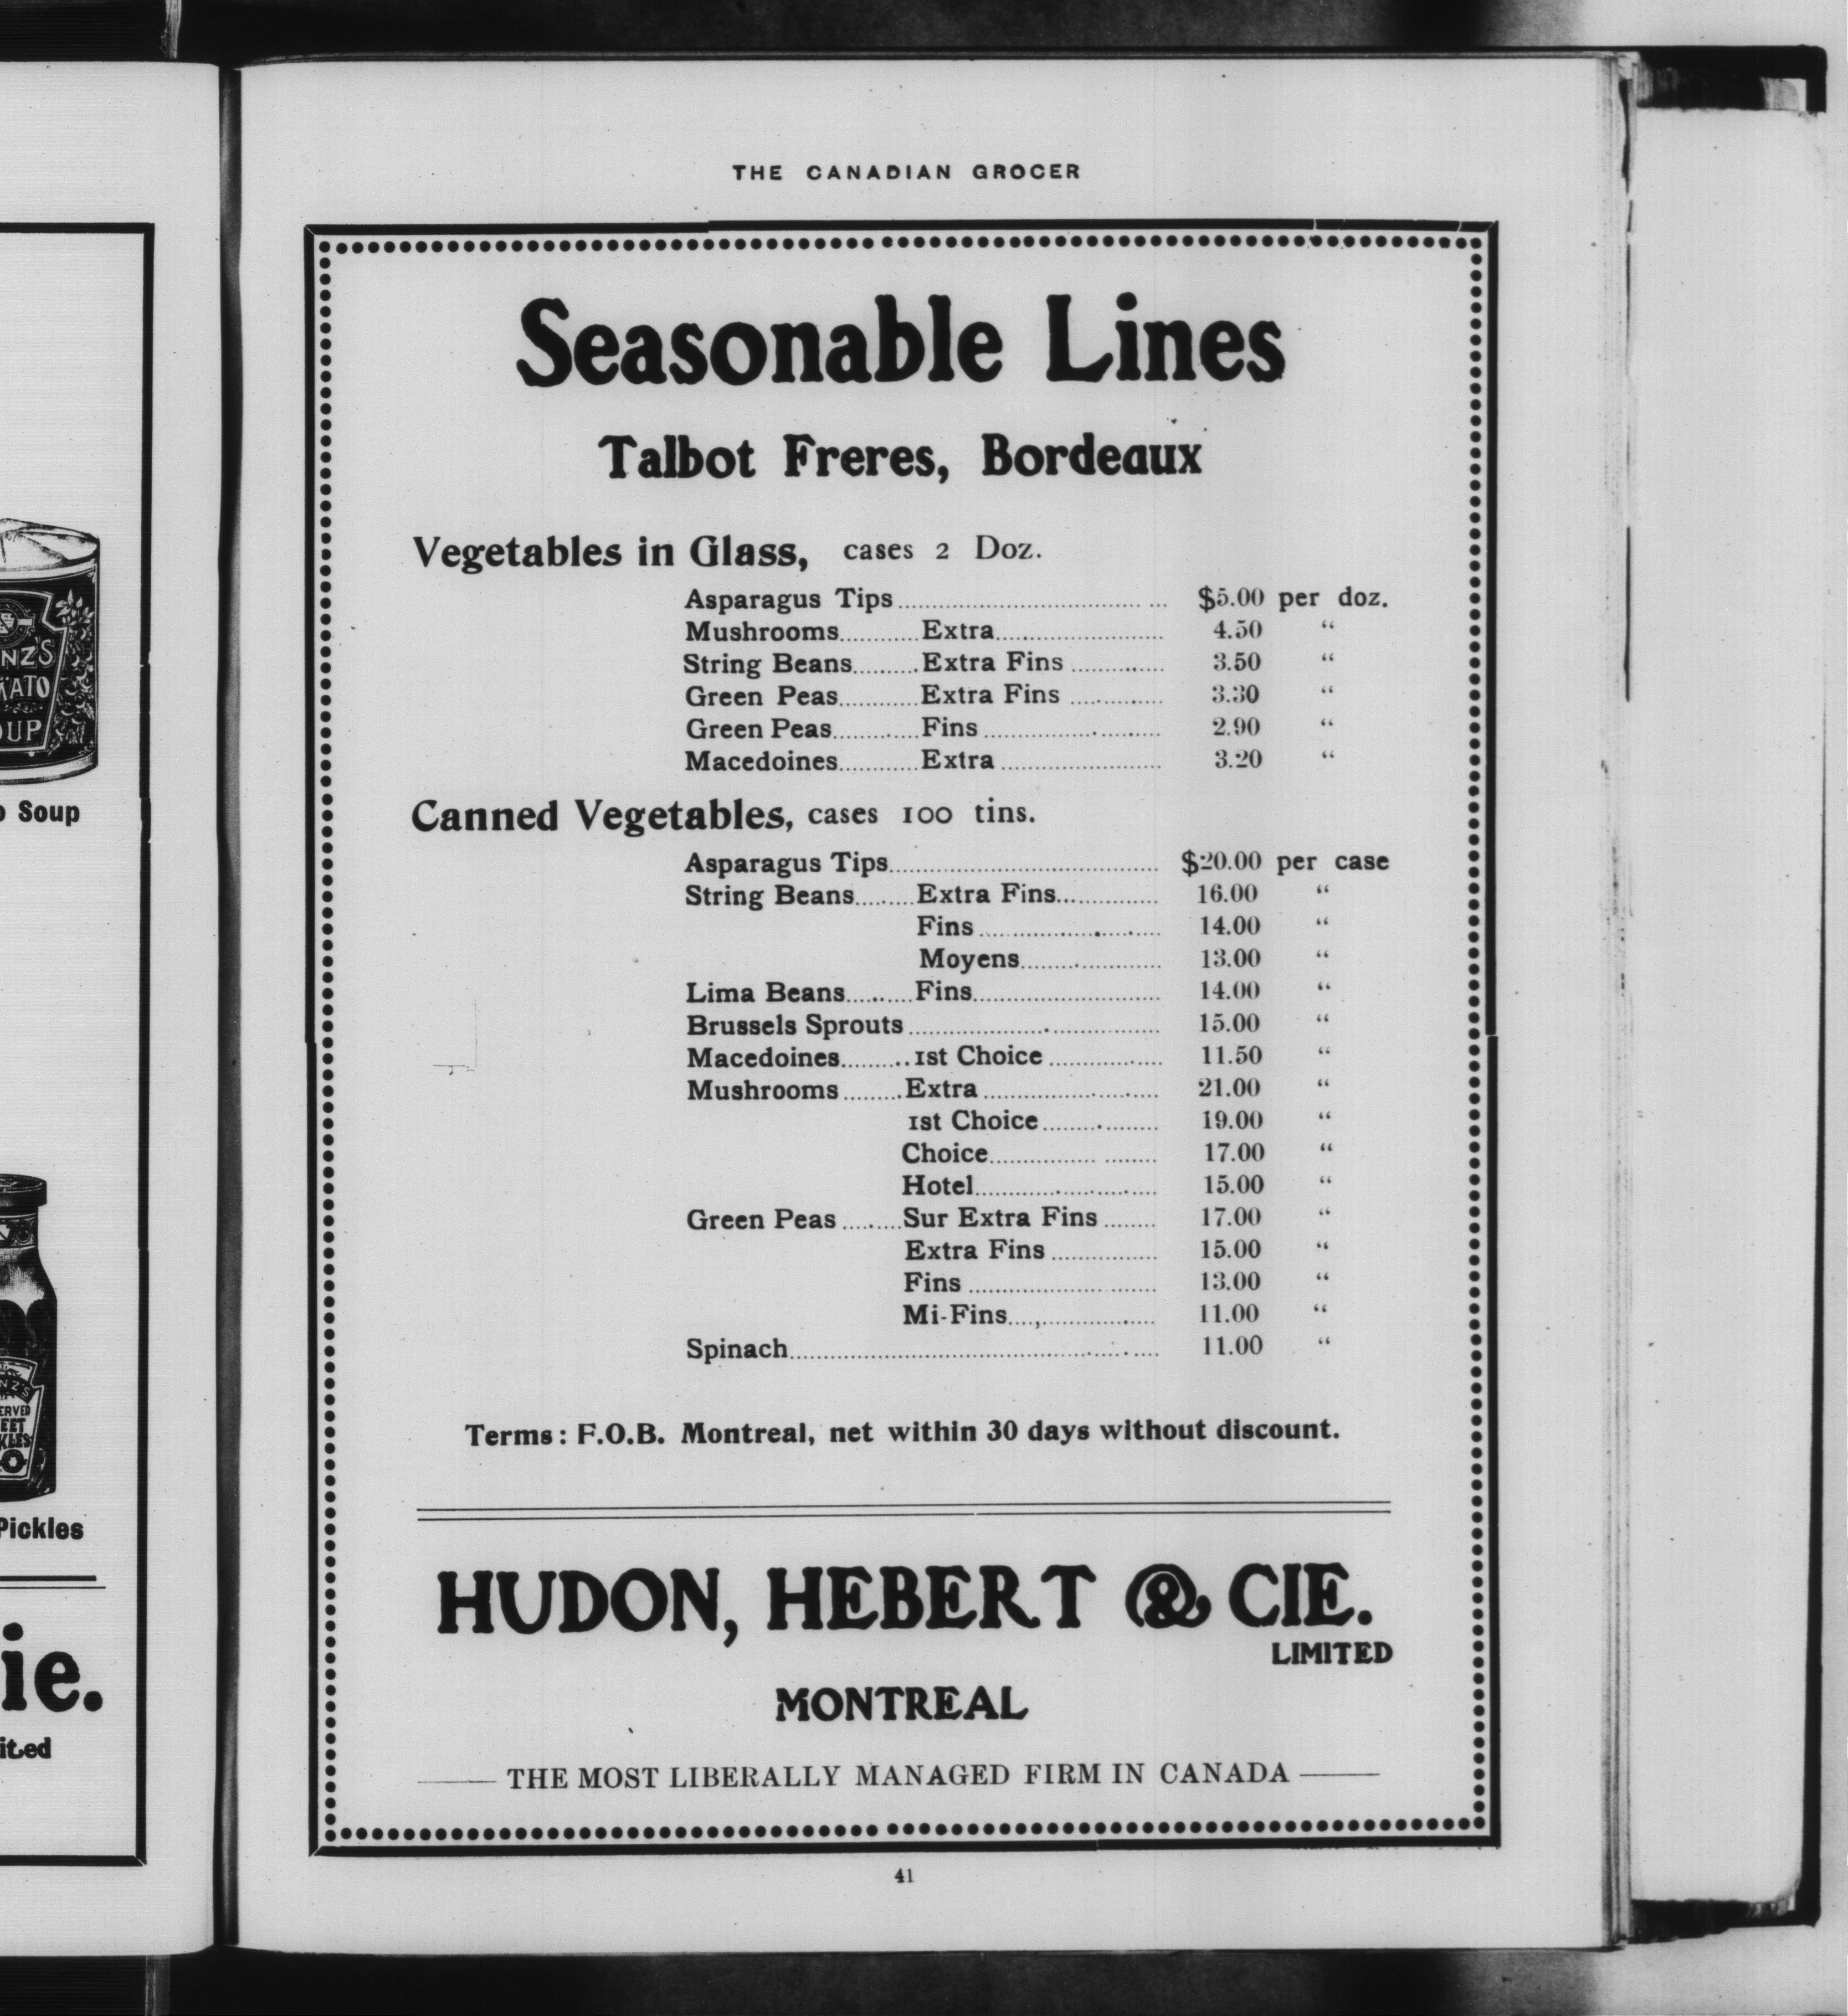 THE CANADIAN GROCER
Seasonable Lines
Talbot Freres, Bordeaux
Vegetables in Glass, cases 2 Doz.
Asparagus Tips $5.00 per doz.
Mushrooms Extra 4.50 "
String Beans Extra Fins 3.50 "
Green Peas Extra Fins 3.30 "
Green Peas Fins 2.90 "
Macedoines Extra 3.20 "
Canned Vegetables, cases 100 tins.
Asparagus Tips $20.00 per case
String Beans Extra Fins 16.00 "
Fins 14.00 "
Moyens 13.00 "
Lima Beans Fins 14.00 "
Brussels Sprouts 15.00 "
Macedoines 1st Choice 11.50 "
Mushrooms Extra 21.00 "
1st Choice 19.00 "
Choice 17.00 "
Hotel 15.00 "
Green Peas Sur Extra Fins 17.00 "
Extra Fins 15.00 "
Fins 13.00 "
Mi-Fins 11.00 "
Spinach 11.00 "
Terms: F.O.B. Montreal, net within 30 days without discount.
HUDON, HEBERT & CIE.
LIMITED
MONTREAL
THE MOST LIBERALLY MANAGED FIRM IN CANADA
41
Soup
Pickles
ie.